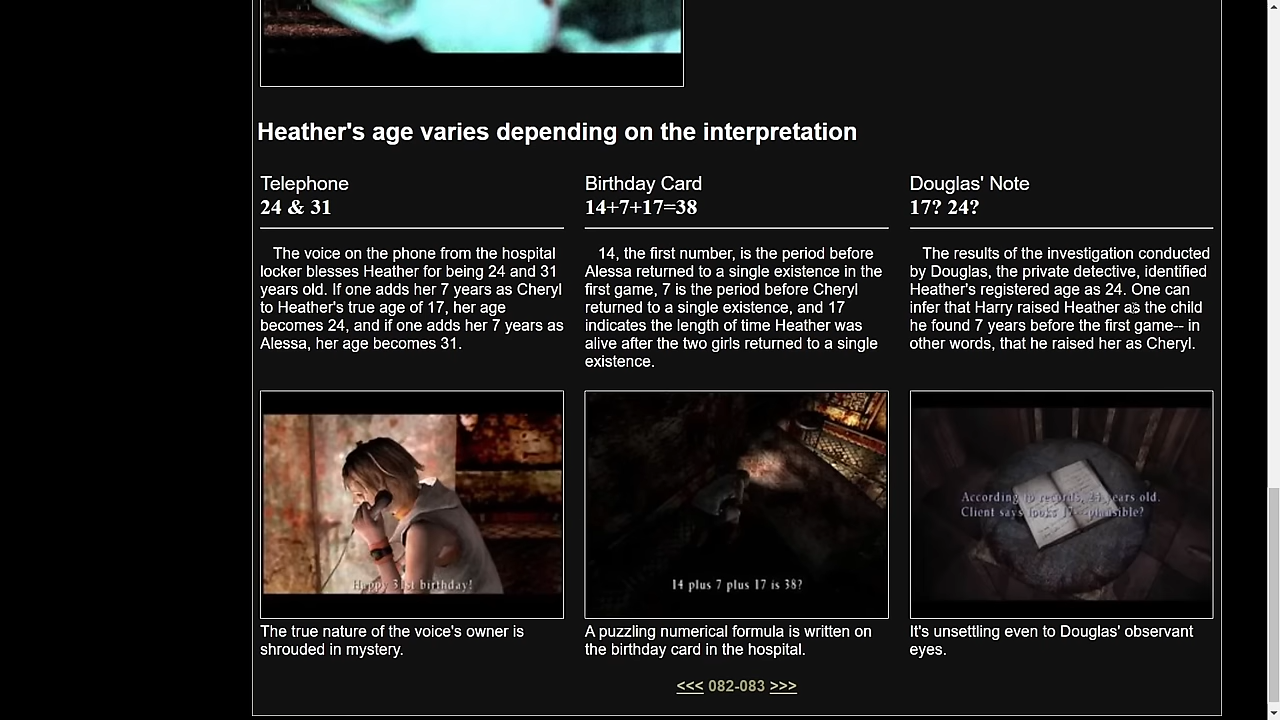 Heather's age varies depending on the interpretation
Telephone
24 & 31
The voice on the phone from the hospital
locker blesses Heather for being 24 and 31
years old. If one adds her 7 years as Cheryl
to Heather's true age of 17, her age
becomes 24, and if one adds her 7 years as
Alessa, her age becomes 31.
Happy 31st birthday!
The true nature of the voice's owner is
shrouded in mystery.
Birthday Card
14+7+17=38
14, the first number, is the period before
Alessa returned to a single existence in the
first game, 7 is the period before Cheryl
returned to a single existence, and 17
indicates the length of time Heather was
alive after the two girls returned to a single
existence.
14 plus 7 plus 17 is 38?
A puzzling numerical formula is written on
the birthday card in the hospital.
Douglas' Note
17? 24?
The results of the investigation conducted
by Douglas, the private detective, identified
Heather's registered age as 24. One can
infer that Harry raised Heather as the child
he found 7 years before the first game-- in
other words, that he raised her as Cheryl.
According to records, 24 years old.
Client says looks 17--plausible?
It's unsettling even to Douglas' observant
eyes.
<<< 082-083 >>>